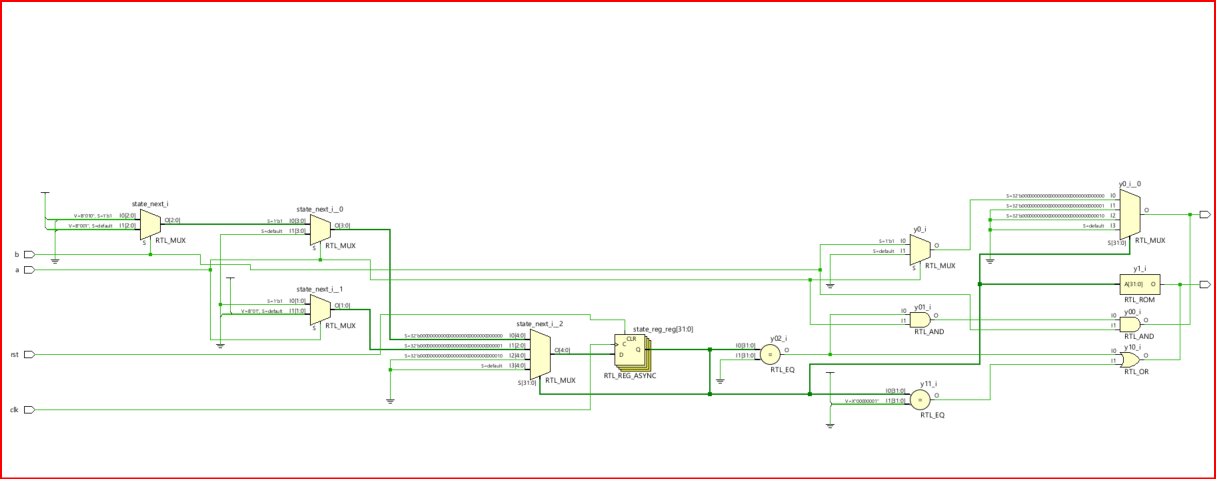 y0_i__0
S=32'b00000000000000000000000000000000 I0
S=32'b00000000000000000000000000000001 I1
S=32'b00000000000000000000000000000010 I2
S=default I3
O
S[31:0]
RTL_MUX
state_next_i
V=B"010", S=1'b1 I0[2:0]
V=B"001", S=default I1[2:0]
O[2:0]
S
RTL_MUX
state_next_i__0
S=1'b1 I0[3:0]
S=default I1[3:0]
O[3:0]
S
RTL_MUX
y0_i
S=1'b1 I0
S=default I1
O
S
RTL_MUX
b
a
y1_i
A[31:0] O
RTL_ROM
state_next_i__1
S=1'b1 I0[1:0]
V=B"01", S=default I1[1:0]
O[1:0]
S
RTL_MUX
y01_i
I0
I1
O
RTL_AND
y00_i
I0
I1
O
RTL_AND
state_next_i__2
S=32'b00000000000000000000000000000000 I0[4:0]
S=32'b00000000000000000000000000000001 I1[2:0]
S=32'b00000000000000000000000000000010 I2[4:0]
S=default I3[4:0]
O[4:0]
S[31:0]
RTL_MUX
state_reg_reg[31:0]
CLR
C
Q
D
RTL_REG_ASYNC
y02_i
I0[31:0]
I1[31:0]
=
O
RTL_EQ
y10_i
I0
I1
O
RTL_OR
rst
y11_i
I0[31:0]
V=X"00000001" I1[31:0]
=
O
RTL_EQ
clk